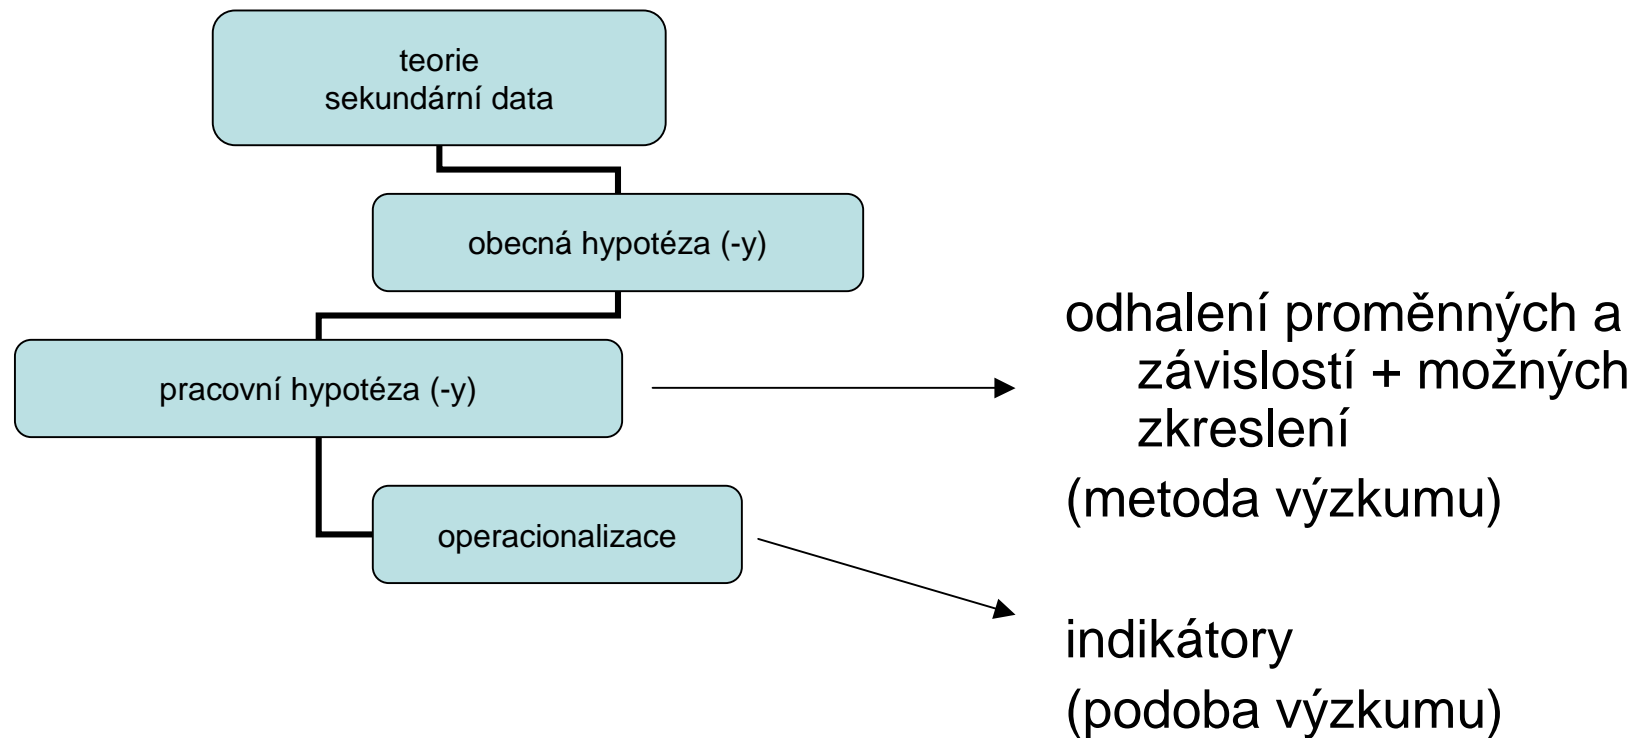 teorie
sekundární data
obecná hypotéza (-y)
pracovní hypotéza (-y)
operacionalizace
odhalení proměnných a
závislostí + možných
zkreslení
(metoda výzkumu)
indikátory
(podoba výzkumu)